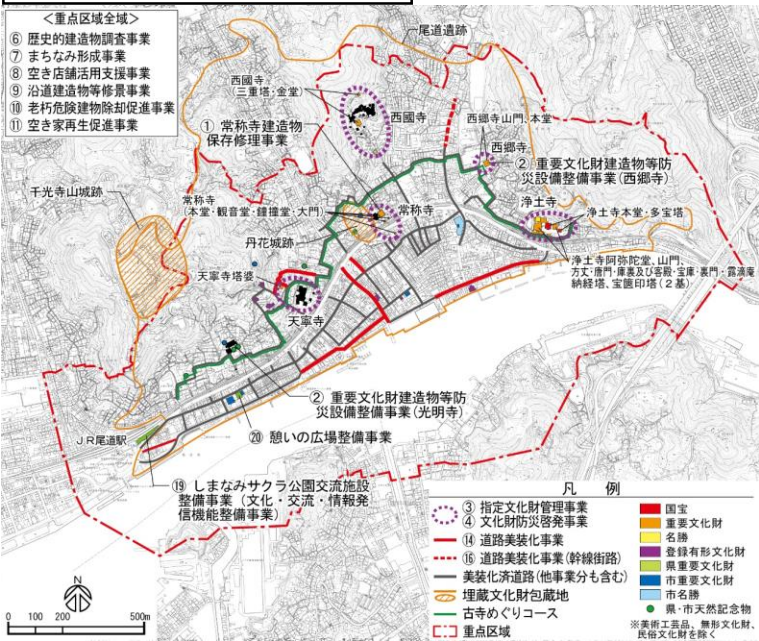 ＜重点区域全域＞
⑥ 歴史的建造物調査事業
⑦ まちなみ形成事業
⑧ 空き店舗活用支援事業
⑨ 沿道建造物等修景事業
⑩ 老朽危険建物除却促進事業
⑪ 空き家再生促進事業
尾道遺跡
西國寺
（三重塔・金堂）
西國寺
① 常称寺建造物
保存修理事業
西郷寺山門、本堂
西郷寺
② 重要文化財建造物等防
災設備整備事業（西郷寺）
千光寺山城跡
常称寺
（本堂・観音堂・鐘撞堂・大門）
常称寺
浄土寺
浄土寺本堂・多宝塔
丹花城跡
浄土寺阿弥陀堂、山門、
方丈・唐門・庫裏及び客殿・宝庫・裏門・露滴庵
納経塔、宝篋印塔（２基）
天寧寺塔婆
天寧寺
② 重要文化財建造物等防
災設備整備事業（光明寺）
ＪＲ尾道駅
⑳ 憩いの広場整備事業
⑲ しまなみサクラ公園交流施設
整備事業（文化・交流・情報発
信機能整備事業）
凡　例
③ 指定文化財管理事業
④ 文化財防災啓発事業
⑭ 道路美装化事業
⑯ 道路美装化事業（幹線街路）
美装化済道路（他事業分も含む）
埋蔵文化財包蔵地
古寺めぐりコース
重点区域
国宝
重要文化財
名勝
登録有形文化財
県重要文化財
市重要文化財
市名勝
県・市天然記念物
※美術工芸品、無形文化財、
民俗文化財を除く
N
0 100 200 500m